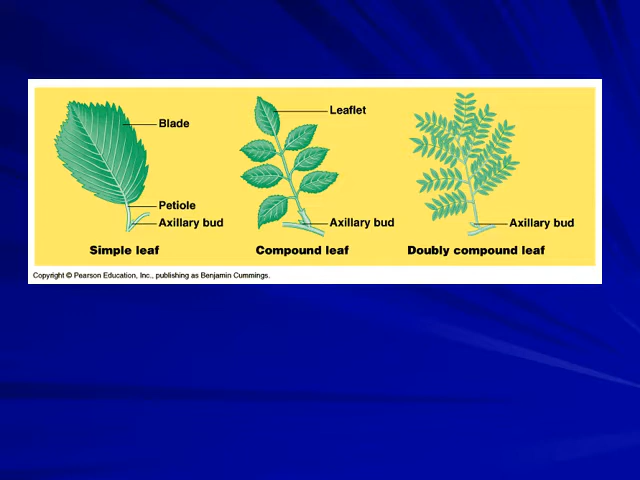 Blade
Petiole
Axillary bud
Simple leaf
Leaflet
Axillary bud
Compound leaf
Axillary bud
Doubly compound leaf
Copyright © Pearson Education, Inc., publishing as Benjamin Cummings.